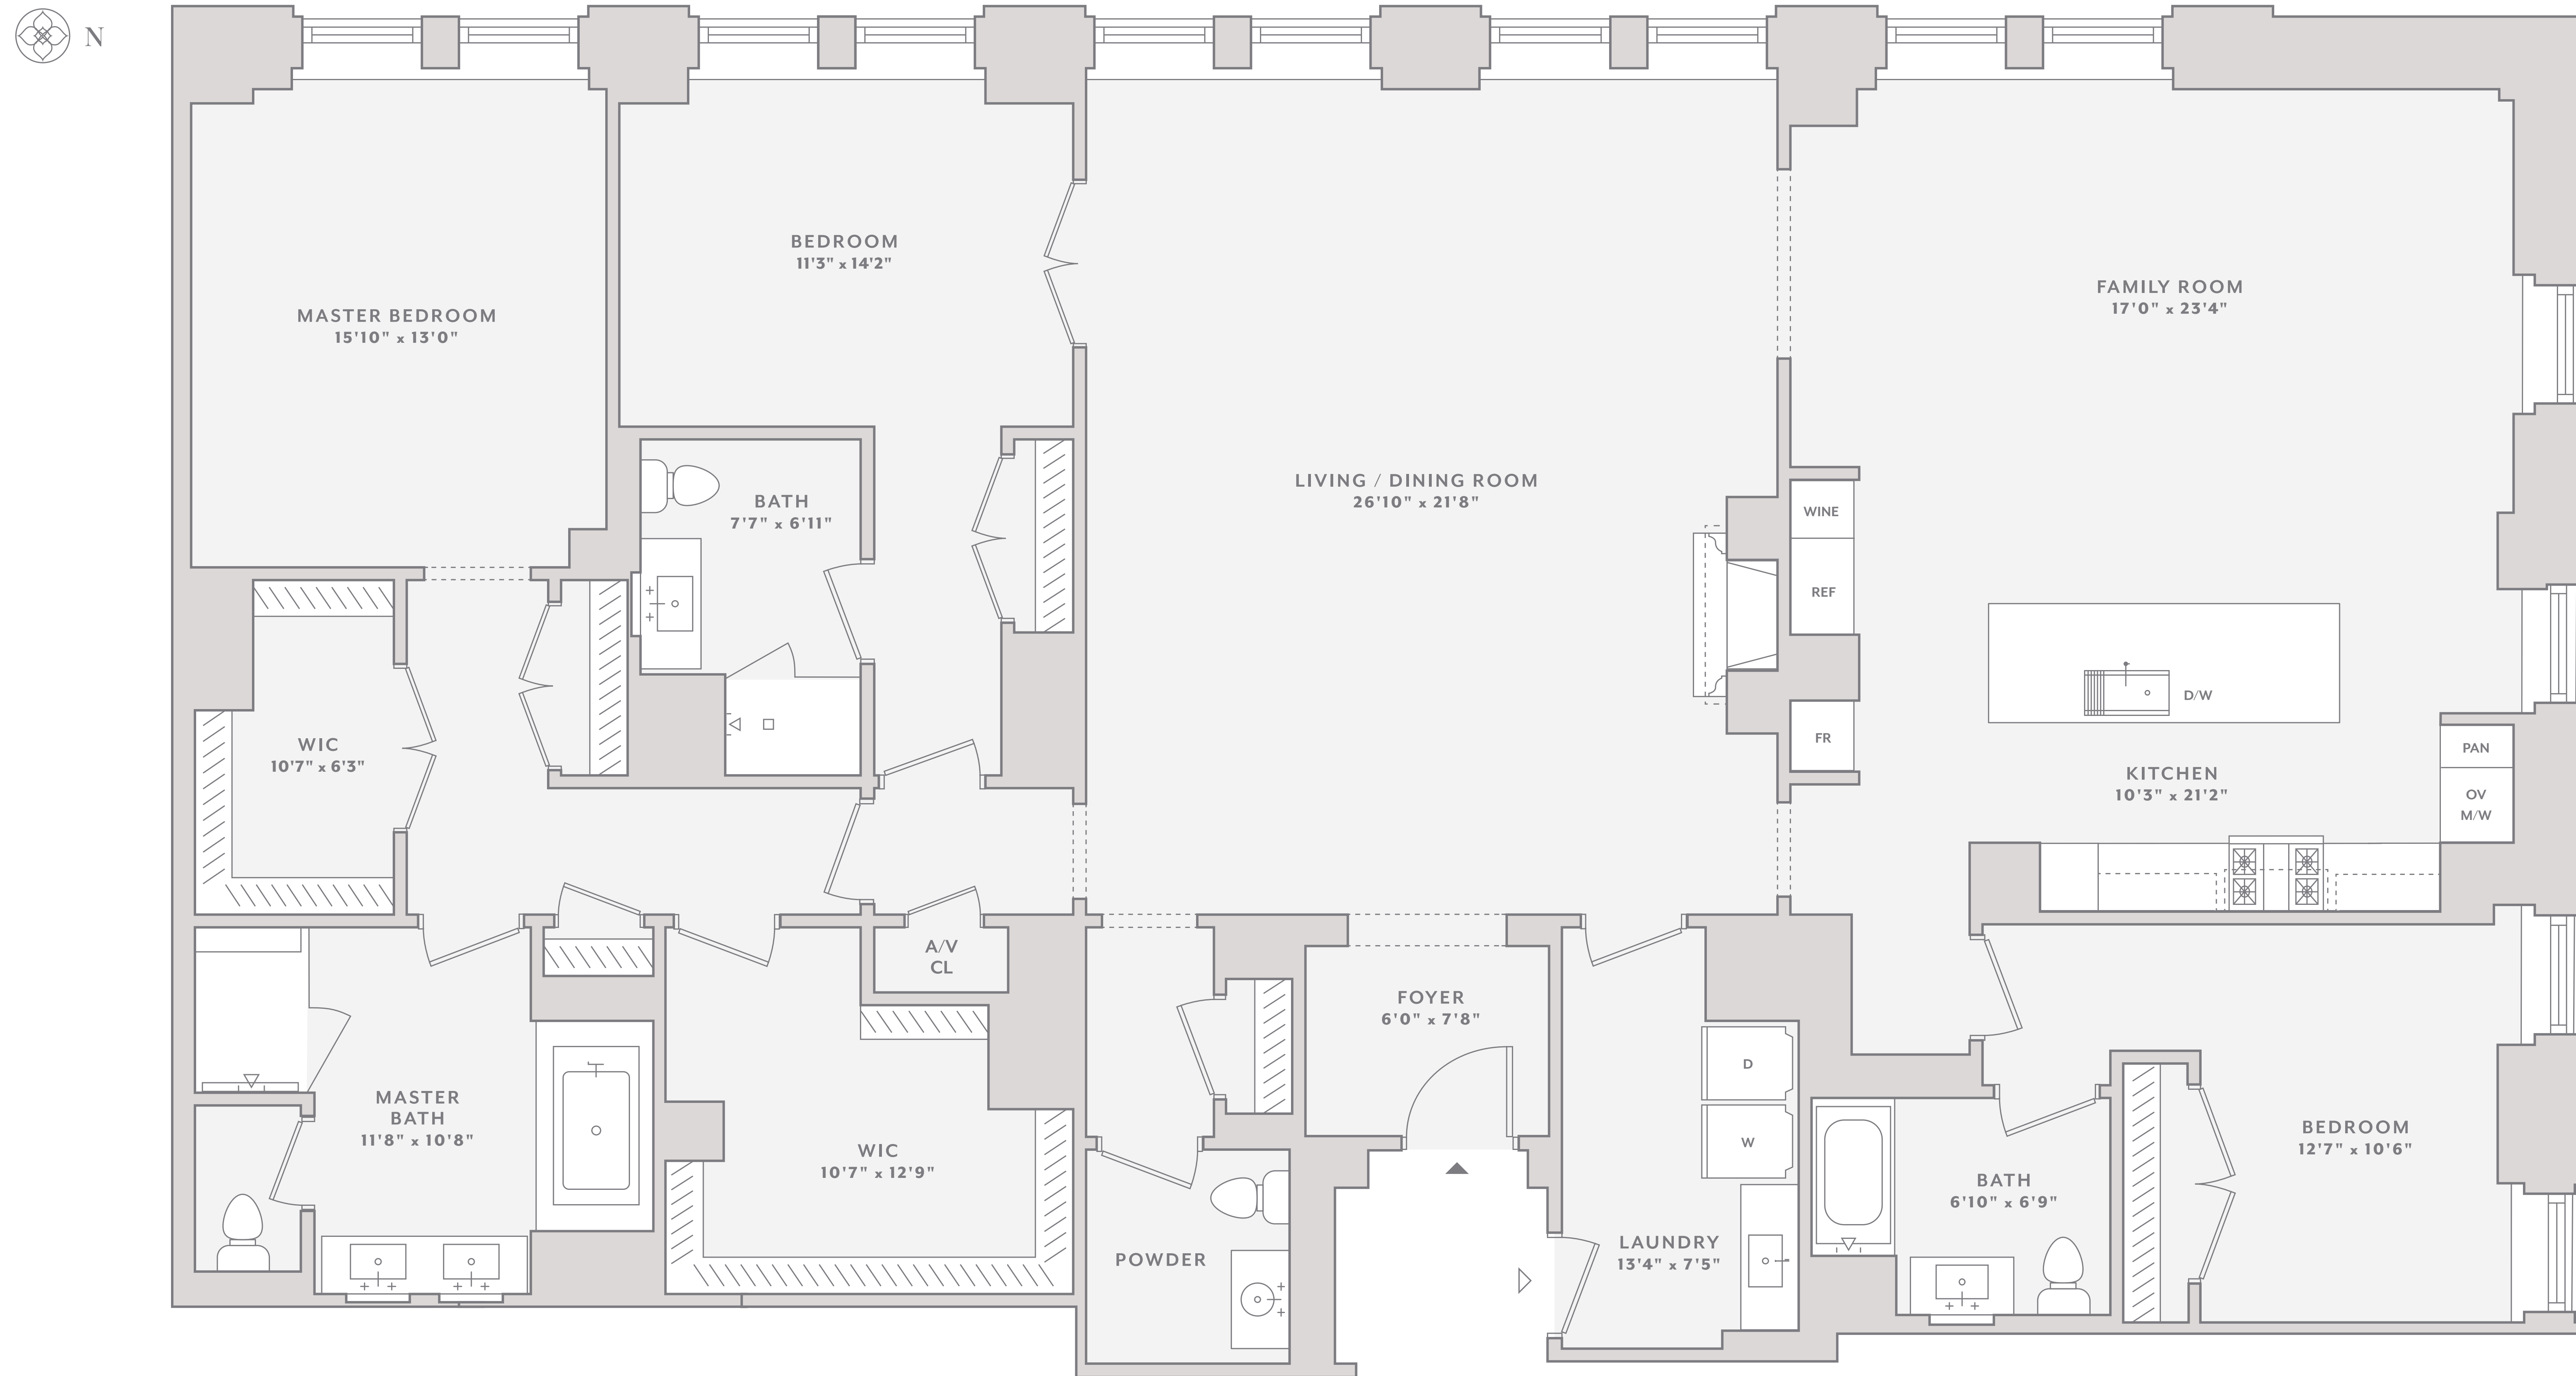 N
BEDROOM
11'3" x 14'2"
MASTER BEDROOM
15'10" x 13'0"
FAMILY ROOM
17'0" x 23'4"
LIVING / DINING ROOM
26'10" x 21'8"
BATH
7'7" x 6'11"
WINE
REF
FR
D/W
WIC
10'7" x 6'3"
KITCHEN
10'3" x 21'2"
PAN
OV
M/W
A/V
CL
FOYER
6'0" x 7'8"
D
W
MASTER
BATH
11'8" x 10'8"
WIC
10'7" x 12'9"
POWDER
LAUNDRY
13'4" x 7'5"
BATH
6'10" x 6'9"
BEDROOM
12'7" x 10'6"